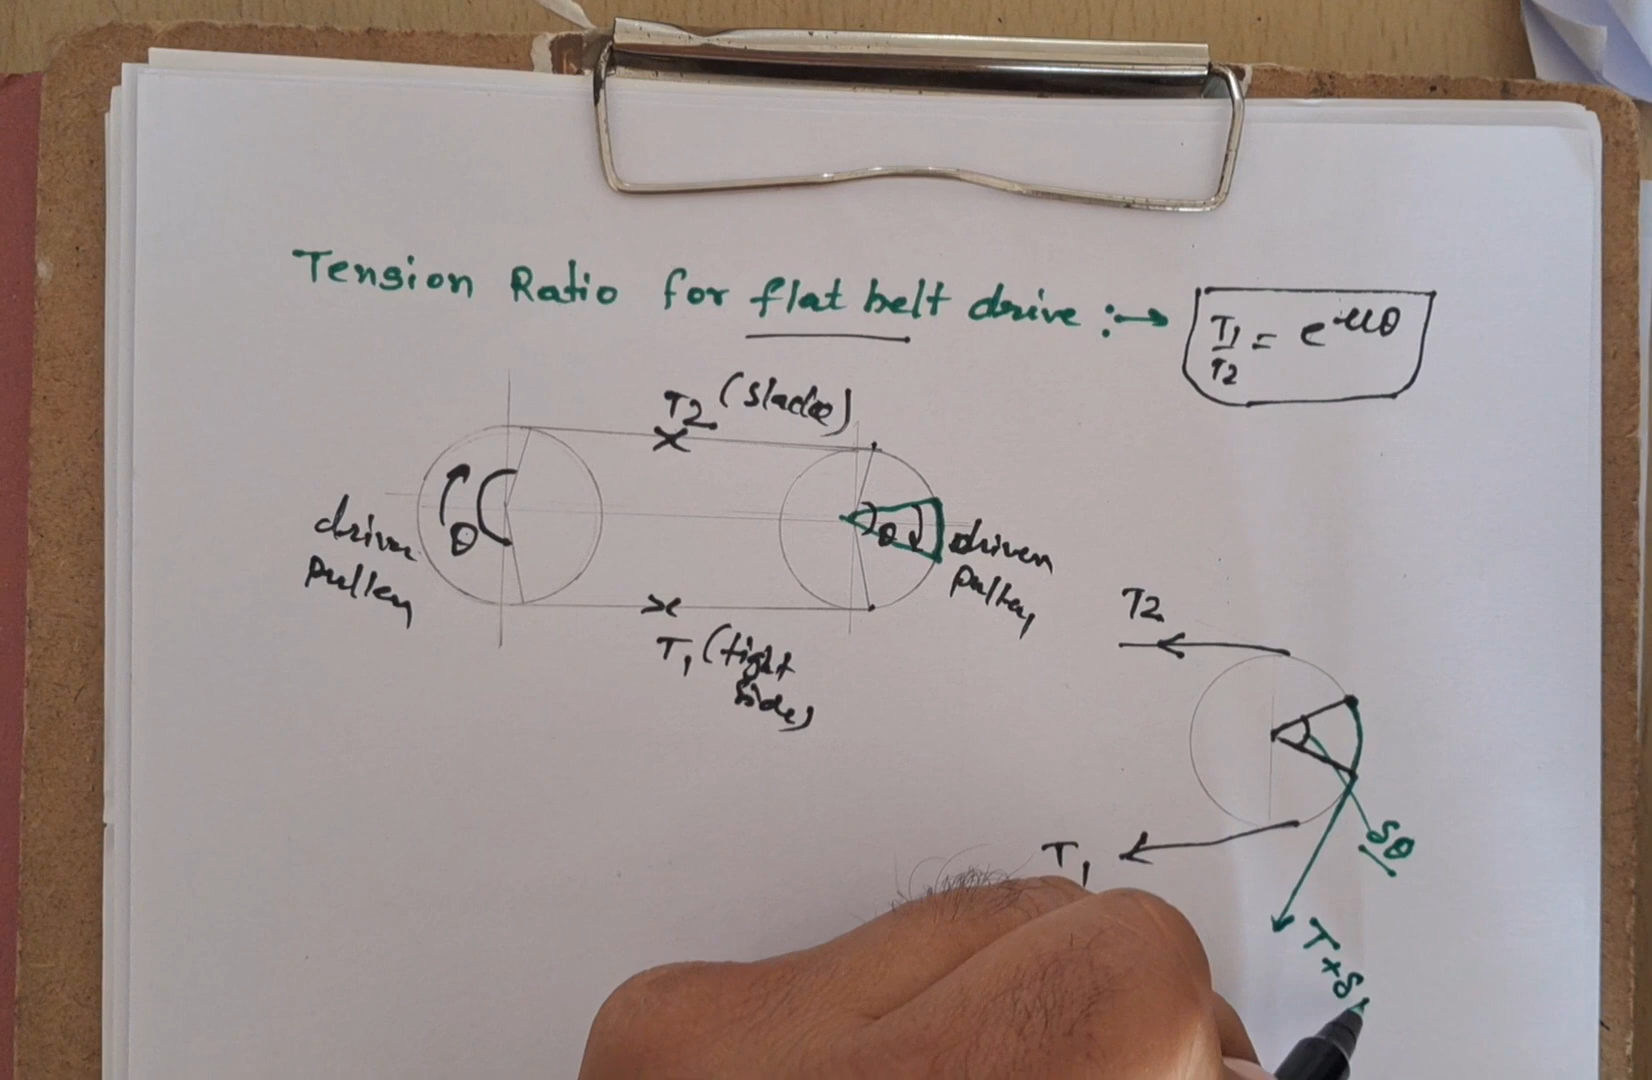 Tension Ratio for flat belt drive :→
T1/T2 = e^μθ
T2 (Slack)
θ
driver
pulley
θ
driven
pulley
T1 (tight
side)
T2
T1
δθ
T+δ